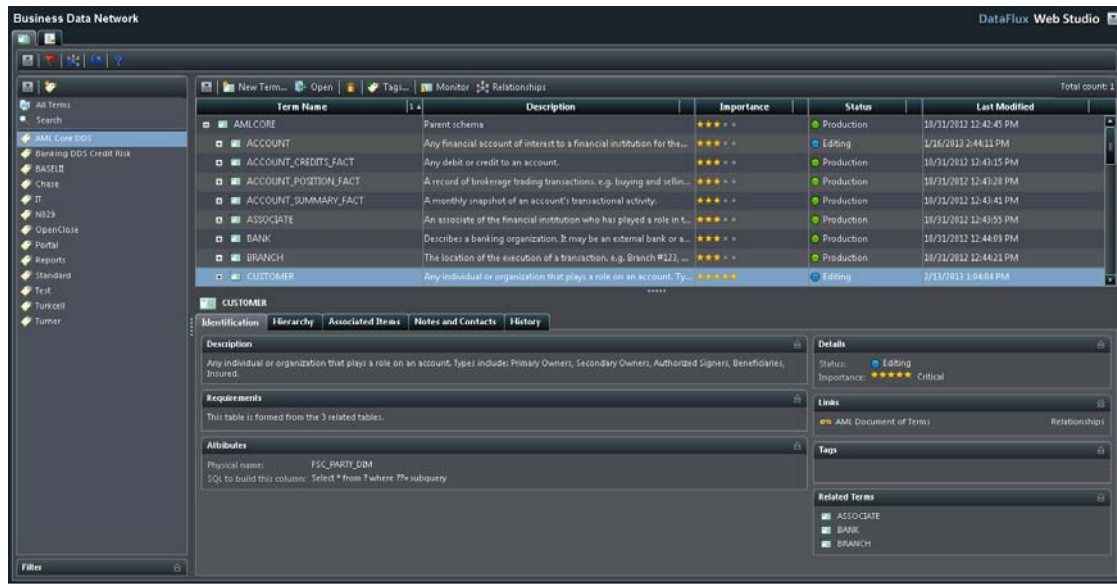 Business Data Network
DataFlux Web Studio
New Term... Open Tags... Monitor Relationships
Total count: 1
All Terms
Search
AML Core DDS
Banking DDS Credit Risk
BASELII
Chase
IT
N829
OpenClose
Portal
Reports
Standard
Test
Turkcell
Turner
Filter
Term Name 1 Description Importance Status Last Modified
AMLCORE Parent schema Production 10/31/2012 12:42:45 PM
ACCOUNT Any financial account of interest to a financial institution for the... Editing 1/16/2013 2:44:11 PM
ACCOUNT_CREDITS_FACT Any debit or credit to an account. Production 10/31/2012 12:43:15 PM
ACCOUNT_POSITION_FACT A record of brokerage trading transactions. e.g. buying and sellin... Production 10/31/2012 12:43:28 PM
ACCOUNT_SUMMARY_FACT A monthly snapshot of an account's transactional activity. Production 10/31/2012 12:43:41 PM
ASSOCIATE An associate of the financial institution who has played a role in t... Production 10/31/2012 12:43:55 PM
BANK Describes a banking organization. It may be an external bank or a... Production 10/31/2012 12:44:09 PM
BRANCH The location of the execution of a transaction. e.g. Branch #123, ... Production 10/31/2012 12:44:21 PM
CUSTOMER Any individual or organization that plays a role on an account. Ty... Editing 2/13/2013 1:04:04 PM
CUSTOMER
Identification Hierarchy Associated Items Notes and Contacts History
Description
Any individual or organization that plays a role on an account. Types include: Primary Owners, Secondary Owners, Authorized Signers, Beneficiaries,
Insured.
Requirements
This table is formed from the 3 related tables.
Attributes
Physical name: FSC_PARTY_DIM
SQL to build this column: Select * from ? where ??= subquery
Details
Status: Editing
Importance: Critical
Links
AML Document of Terms Relationships
Tags
Related Terms
ASSOCIATE
BANK
BRANCH